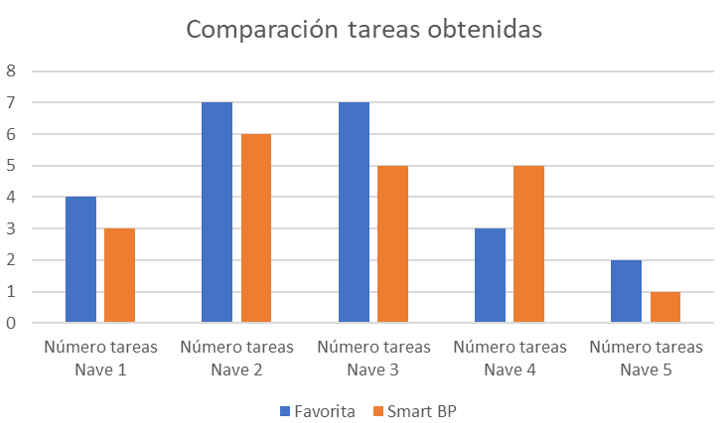 Comparación tareas obtenidas
8
7
6
5
4
3
2
1
0
Número tareas Nave 1
Número tareas Nave 2
Número tareas Nave 3
Número tareas Nave 4
Número tareas Nave 5
Favorita
Smart BP